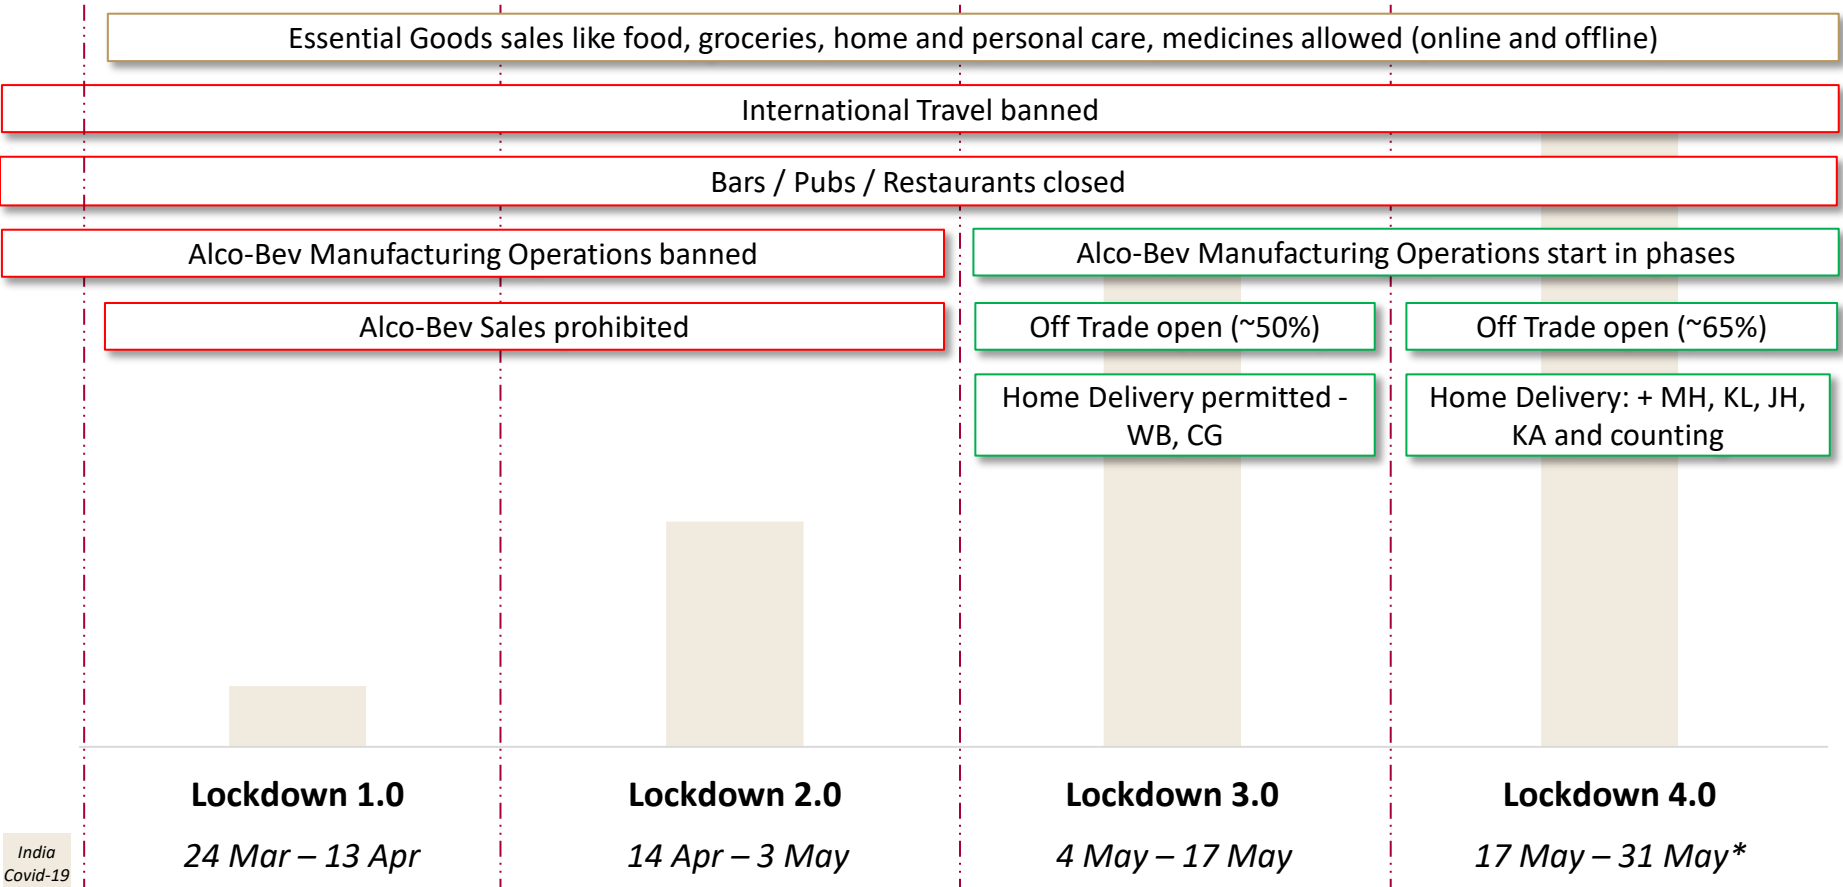 Essential Goods sales like food, groceries, home and personal care, medicines allowed (online and offline)
International Travel banned
Bars / Pubs / Restaurants closed
Alco-Bev Manufacturing Operations banned
Alco-Bev Manufacturing Operations start in phases
Alco-Bev Sales prohibited
Off Trade open (~50%)
Off Trade open (~65%)
Home Delivery permitted -
WB, CG
Home Delivery: + MH, KL, JH,
KA and counting
Lockdown 1.0
Lockdown 2.0
Lockdown 3.0
Lockdown 4.0
24 Mar – 13 Apr
14 Apr – 3 May
4 May – 17 May
17 May – 31 May*
India
Covid-19